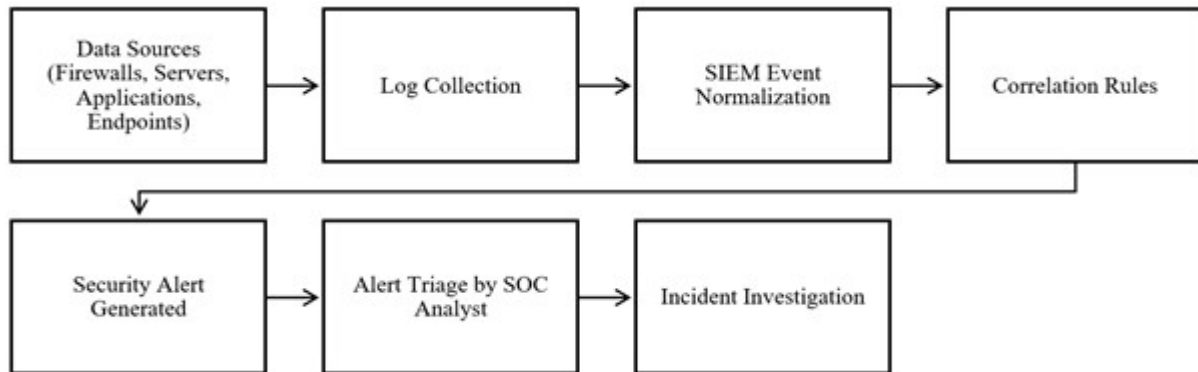 Data Sources
(Firewalls, Servers,
Applications,
Endpoints)
Log Collection
SIEM Event
Normalization
Correlation Rules
Security Alert
Generated
Alert Triage by SOC
Analyst
Incident Investigation